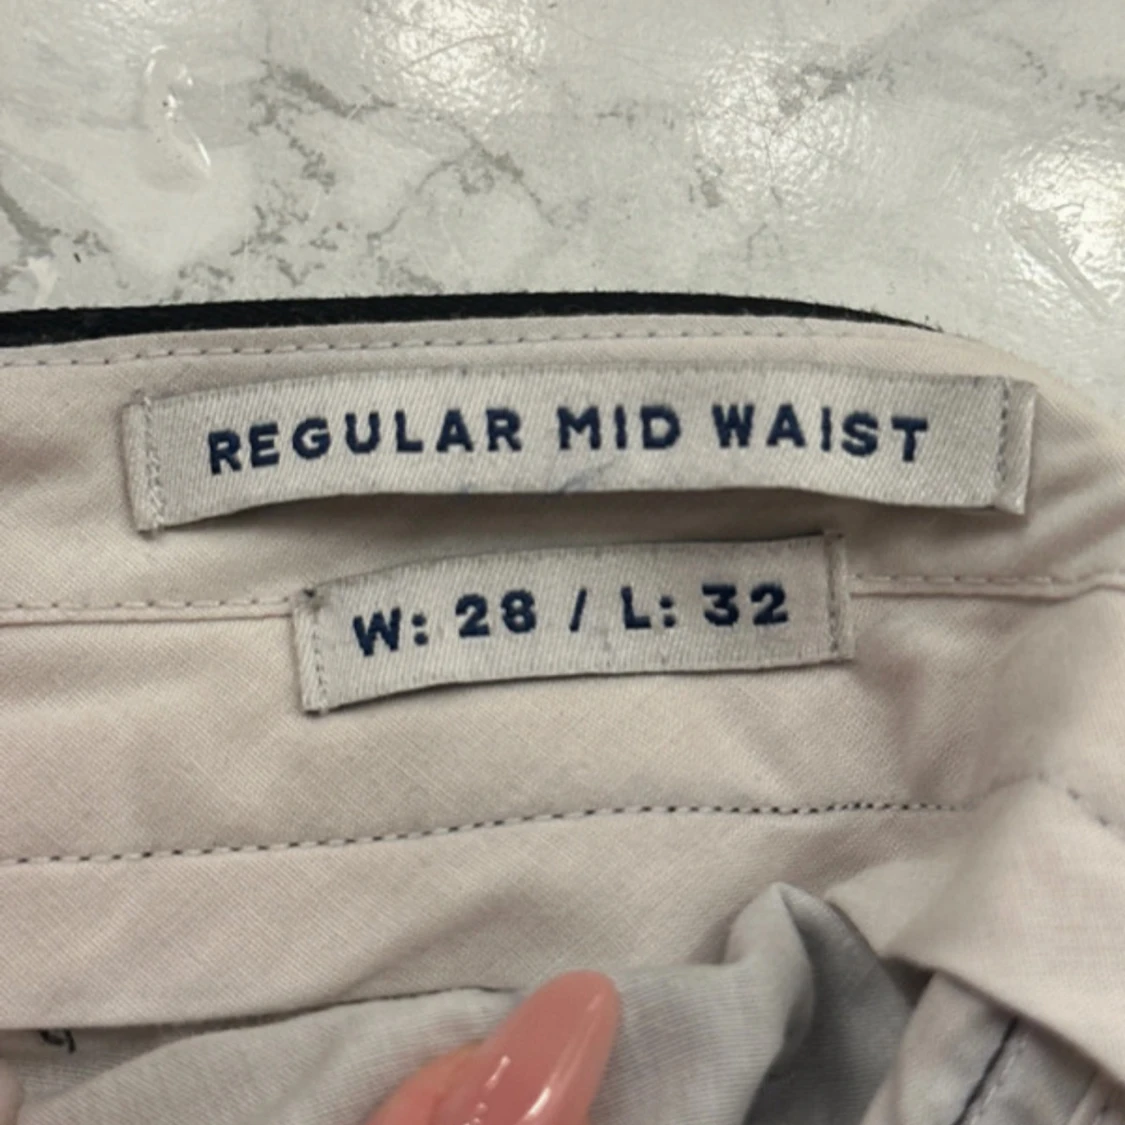 REGULAR MID WAIST
W: 28 / L: 32